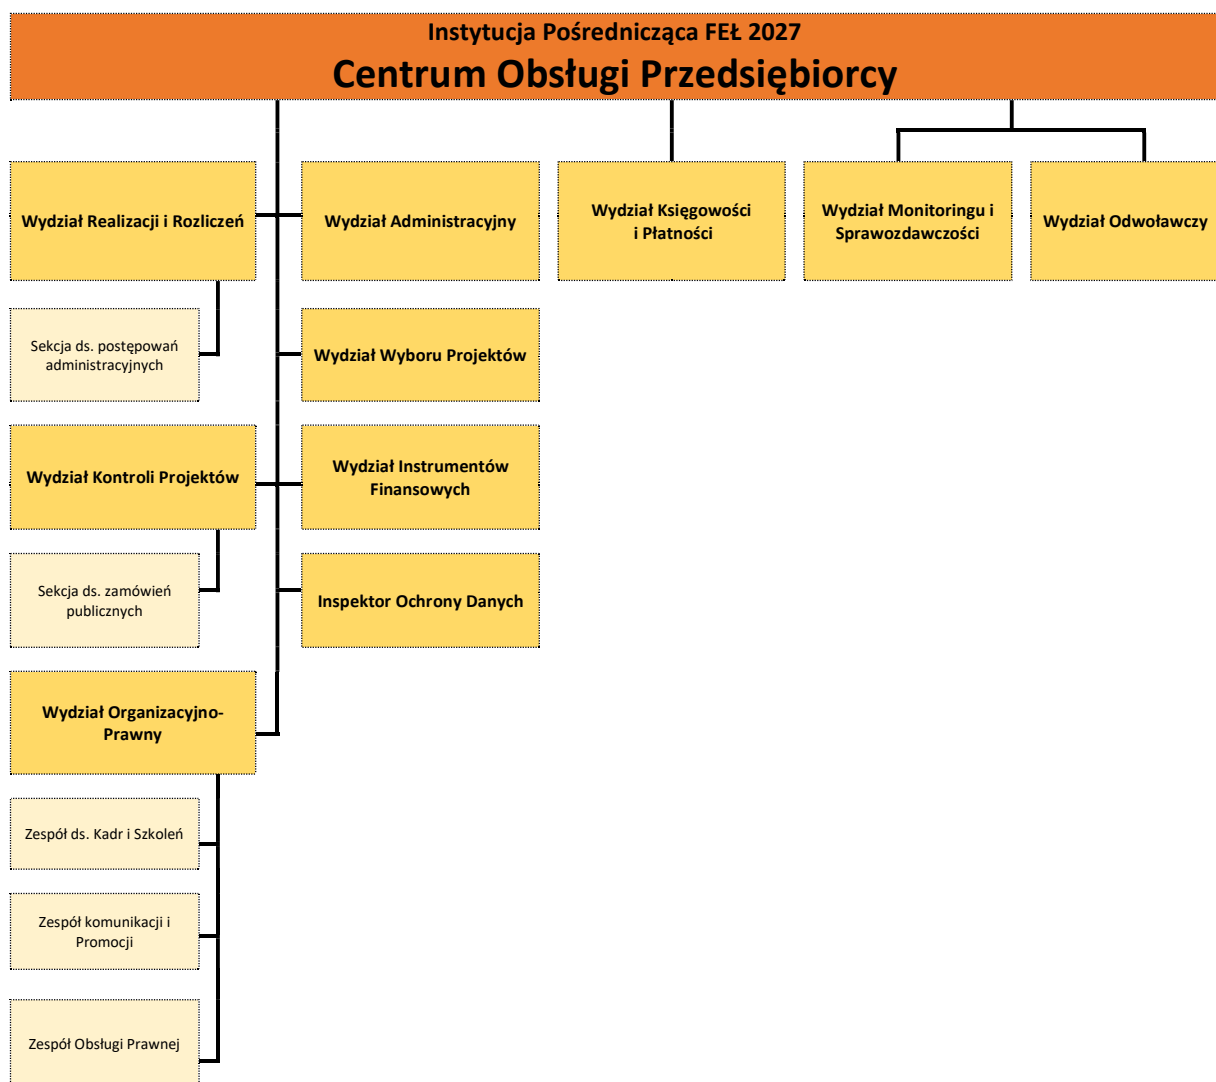 Instytucja Pośrednicząca FEŁ 2027
Centrum Obsługi Przedsiębiorcy
Wydział Realizacji i Rozliczeń
Wydział Administracyjny
Wydział Księgowości
i Płatności
Wydział Monitoringu i
Sprawozdawczości
Wydział Odwoławczy
Sekcja ds. postępowań
administracyjnych
Wydział Wyboru Projektów
Wydział Kontroli Projektów
Wydział Instrumentów
Finansowych
Sekcja ds. zamówień
publicznych
Inspektor Ochrony Danych
Wydział Organizacyjno-
Prawny
Zespół ds. Kadr i Szkoleń
Zespół komunikacji i
Promocji
Zespół Obsługi Prawnej